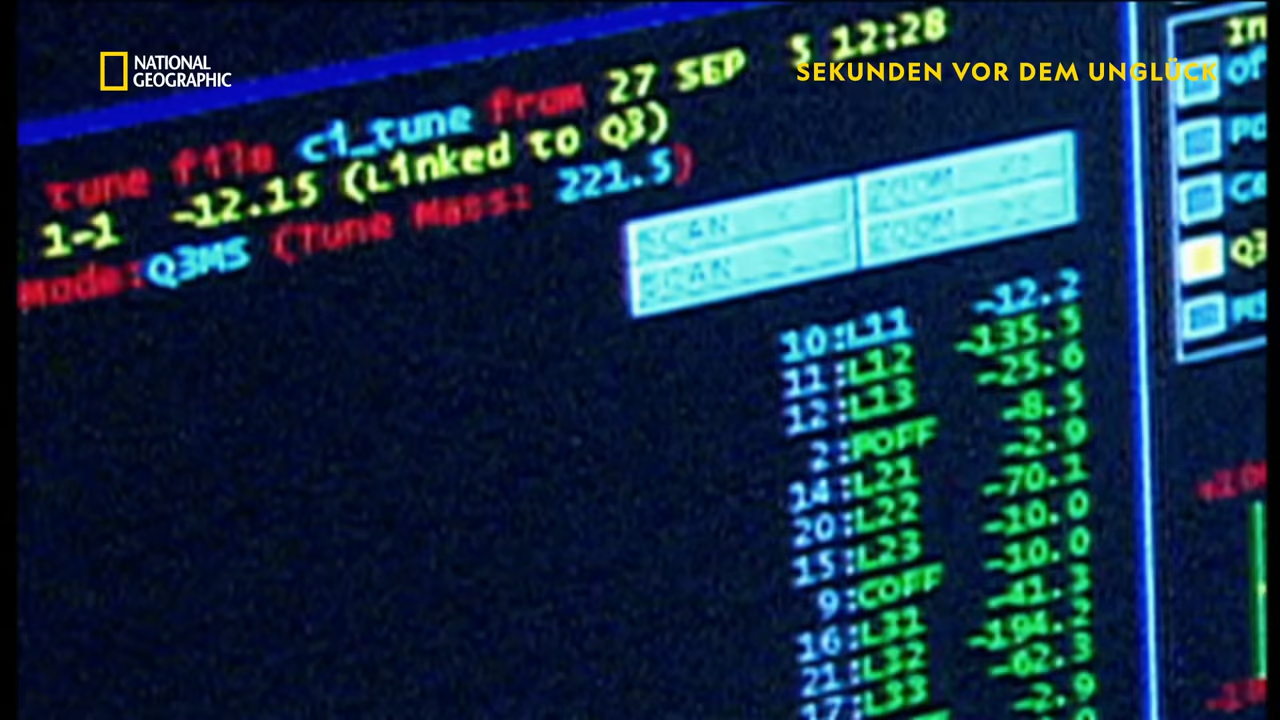 NATIONAL
GEOGRAPHIC
SEKUNDEN VOR DEM UNGLÜCK
tune file ci_tune from 27 SEP 5 12:28
1-1 -12.15 (Linked to Q3)
Mode:Q3MS (Tune Mass: 221.5)
SCAN ZOOM
SCAN ZOOM
10:L11 -12.2
11:L12 -135.5
12:L13 -25.6
2:POFF -8.5
14:L21 -2.9
20:L22 -70.1
15:L23 -10.0
9:COFF -10.0
16:L31 -41.3
21:L32 -194.2
17:L33 -62.3
-2.9
Q3